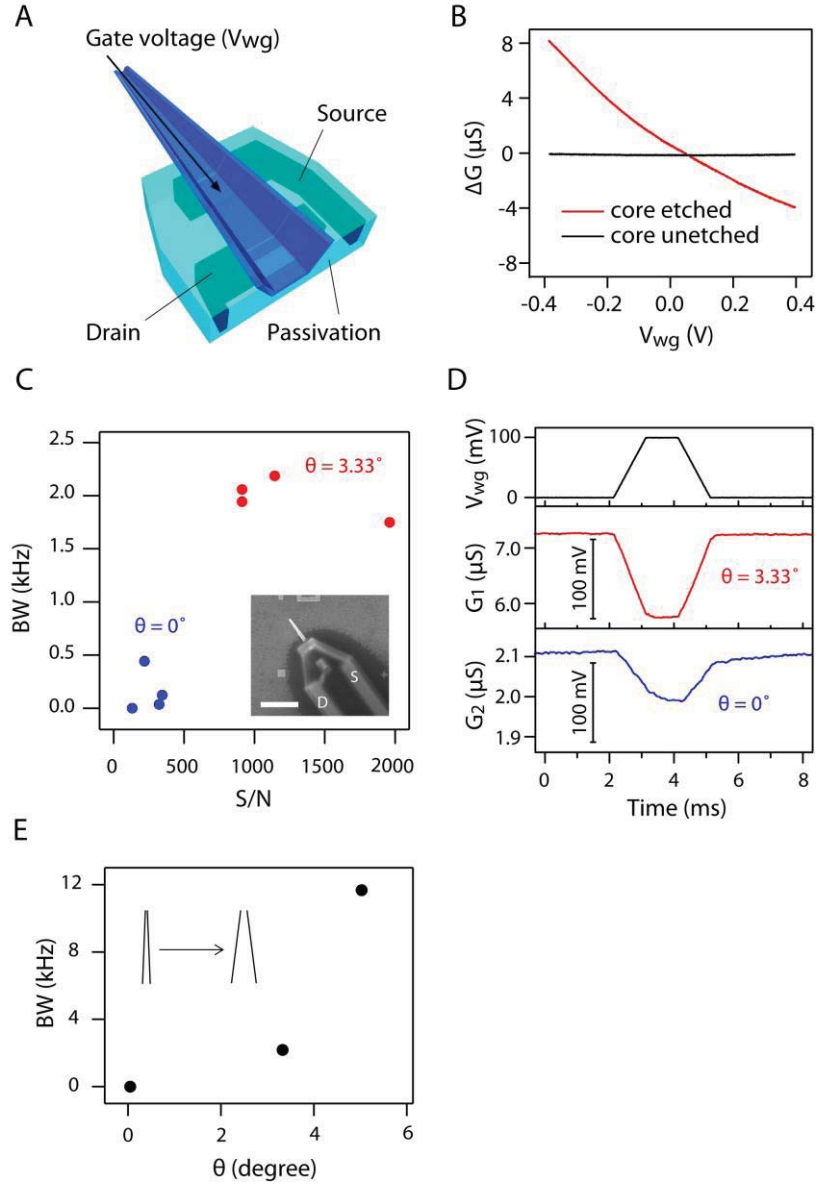 A
Gate voltage (Vwg)
Source
Drain
Passivation
B
8
4
0
-4
-8
ΔG (μS)
core etched
core unetched
-0.4
-0.2
0.0
0.2
0.4
Vwg (V)
C
2.5
2.0
1.5
1.0
0.5
0.0
BW (kHz)
θ = 3.33°
θ = 0°
S
D
0
500
1000
1500
2000
S/N
D
100
0
Vwg (mV)
7.0
6.0
G1 (μS)
100 mV
θ = 3.33°
2.1
2.0
1.9
G2 (μS)
100 mV
θ = 0°
0
2
4
6
8
Time (ms)
E
12
8
4
0
BW (kHz)
0
2
4
6
θ (degree)